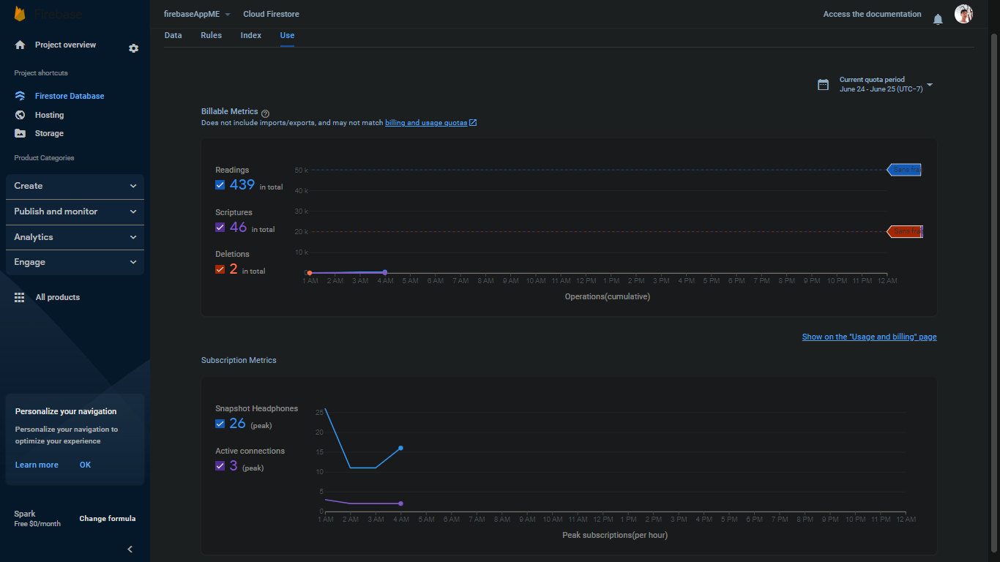 Firebase
firebaseAppME
Cloud Firestore
Access the documentation
Data
Rules
Index
Use
Project overview
Project shortcuts
Firestore Database
Hosting
Storage
Product Categories
Create
Publish and monitor
Analytics
Engage
All products
Personalize your navigation
Personalize your navigation to
optimize your experience
Learn more
OK
Spark
Free $0/month
Change formula
Current quota period
June 24 - June 25 (UTC−7)
Billable Metrics
Does not include imports/exports, and may not match billing and usage quotas
Readings
439 in total
Scriptures
46 in total
Deletions
2 in total
50 k
40 k
30 k
20 k
10 k
0
Sans frai
Sans frai
1 AM 2 AM 3 AM 4 AM 5 AM 6 AM 7 AM 8 AM 9 AM 10 AM 11 AM 12 PM 1 PM 2 PM 3 PM 4 PM 5 PM 6 PM 7 PM 8 PM 9 PM 10 PM 11 PM 12 AM
Operations(cumulative)
Show on the "Usage and billing" page
Subscription Metrics
Snapshot Headphones
26 (peak)
Active connections
3 (peak)
25
20
15
10
5
0
1 AM 2 AM 3 AM 4 AM 5 AM 6 AM 7 AM 8 AM 9 AM 10 AM 11 AM 12 PM 1 PM 2 PM 3 PM 4 PM 5 PM 6 PM 7 PM 8 PM 9 PM 10 PM 11 PM 12 AM
Peak subscriptions(per hour)